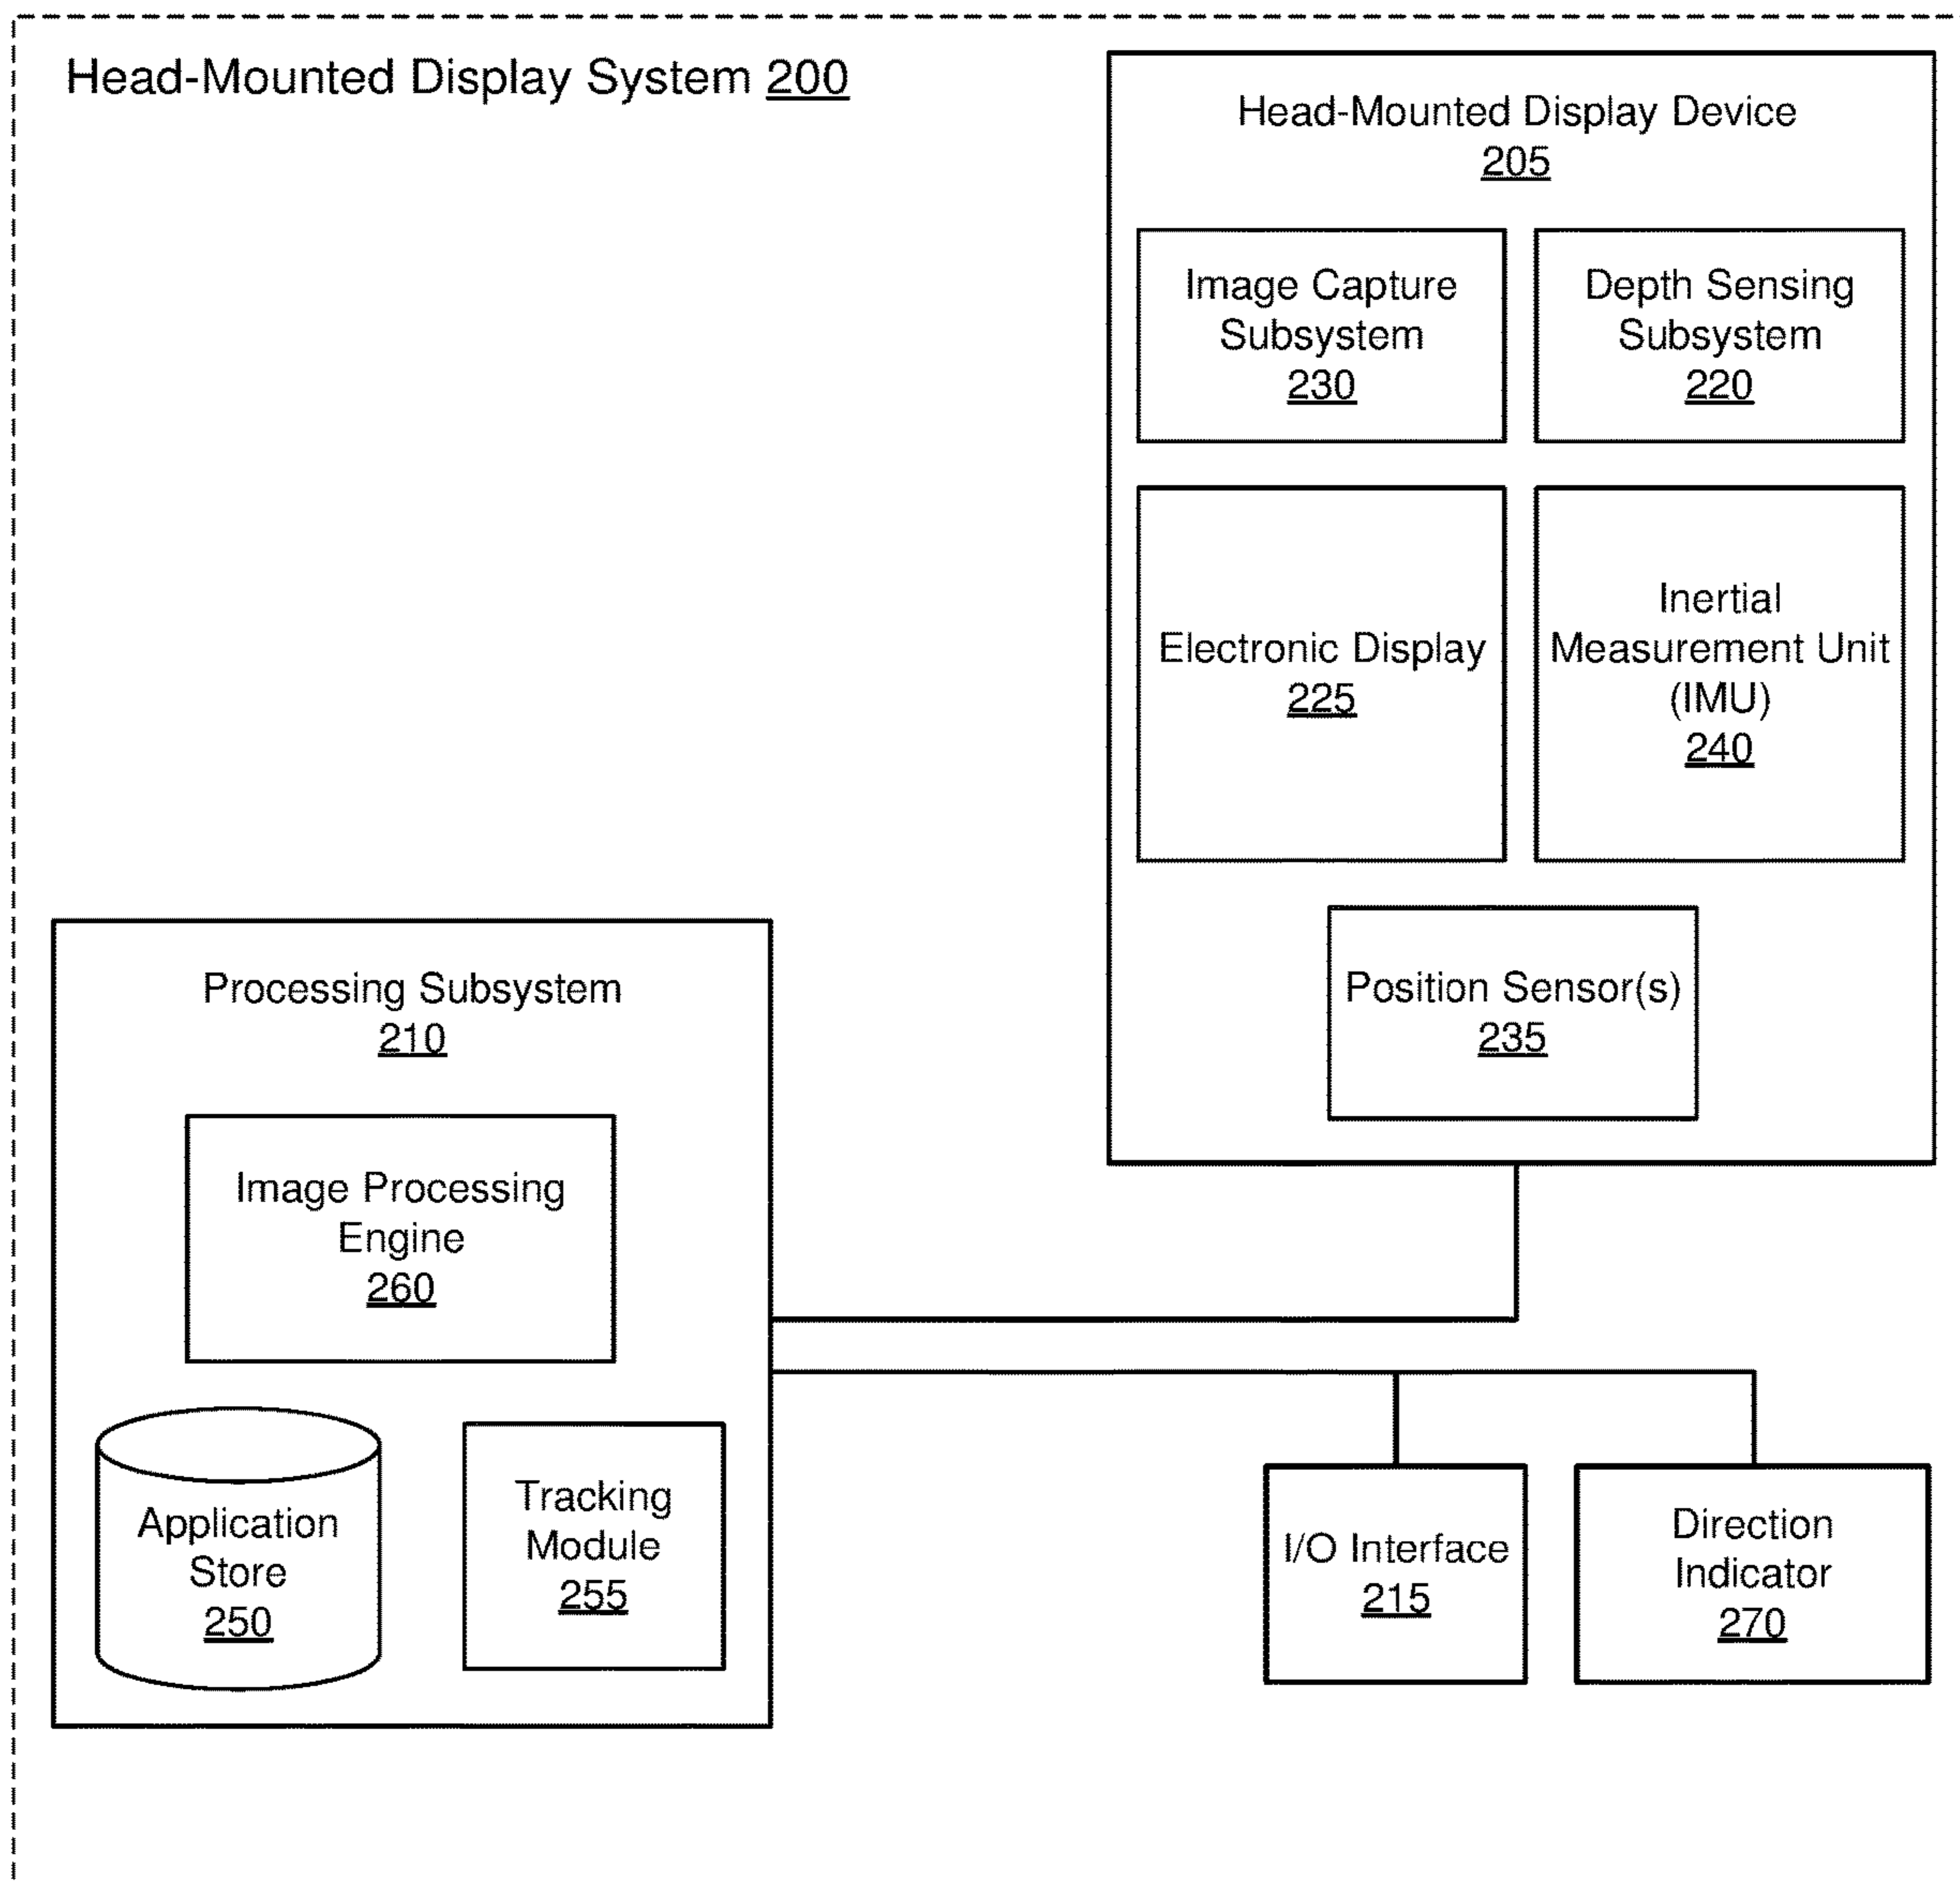 Head-Mounted Display System 200
Head-Mounted Display Device
205
Image Capture
Subsystem
230
Depth Sensing
Subsystem
220
Electronic Display
225
Inertial
Measurement Unit
(IMU)
240
Position Sensor(s)
235
Processing Subsystem
210
Image Processing
Engine
260
Application
Store
250
Tracking
Module
255
I/O Interface
215
Direction
Indicator
270